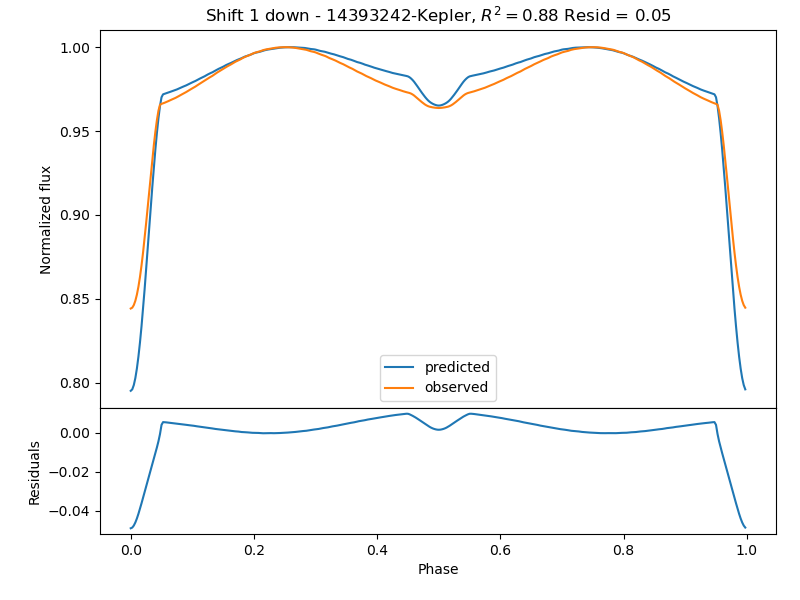 Shift 1 down - 14393242-Kepler, R² = 0.88 Resid = 0.05
Normalized flux
1.00
0.95
0.90
0.85
0.80
predicted
observed
Residuals
0.00
−0.02
−0.04
0.0 0.2 0.4 0.6 0.8 1.0
Phase